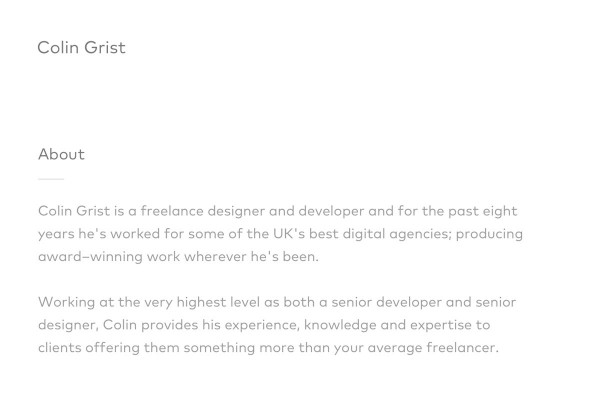 Colin Grist
About
Colin Grist is a freelance designer and developer and for the past eight
years he's worked for some of the UK's best digital agencies; producing
award–winning work wherever he's been.
Working at the very highest level as both a senior developer and senior
designer, Colin provides his experience, knowledge and expertise to
clients offering them something more than your average freelancer.